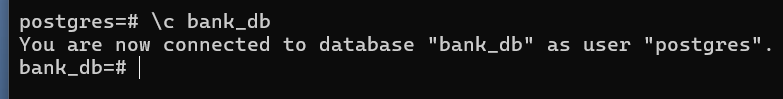 postgres=# \c bank_db
You are now connected to database "bank_db" as user "postgres".
bank_db=#